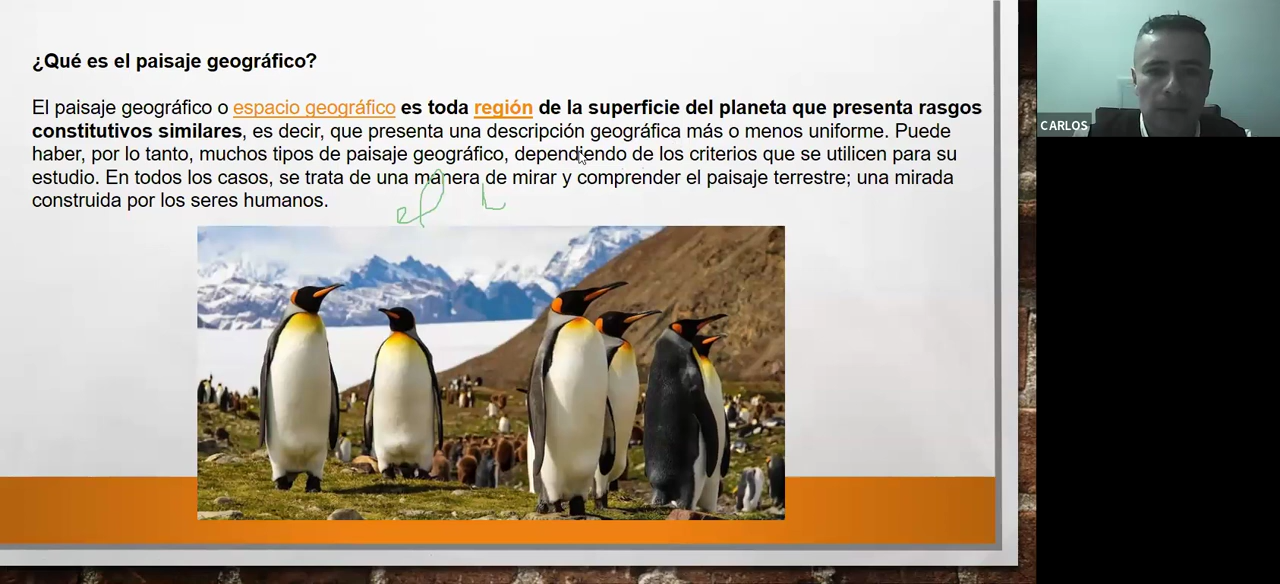 ¿Qué es el paisaje geográfico?
El paisaje geográfico o espacio geográfico es toda región de la superficie del planeta que presenta rasgos
constitutivos similares, es decir, que presenta una descripción geográfica más o menos uniforme. Puede
haber, por lo tanto, muchos tipos de paisaje geográfico, dependiendo de los criterios que se utilicen para su
estudio. En todos los casos, se trata de una manera de mirar y comprender el paisaje terrestre; una mirada
construida por los seres humanos.
CARLOS